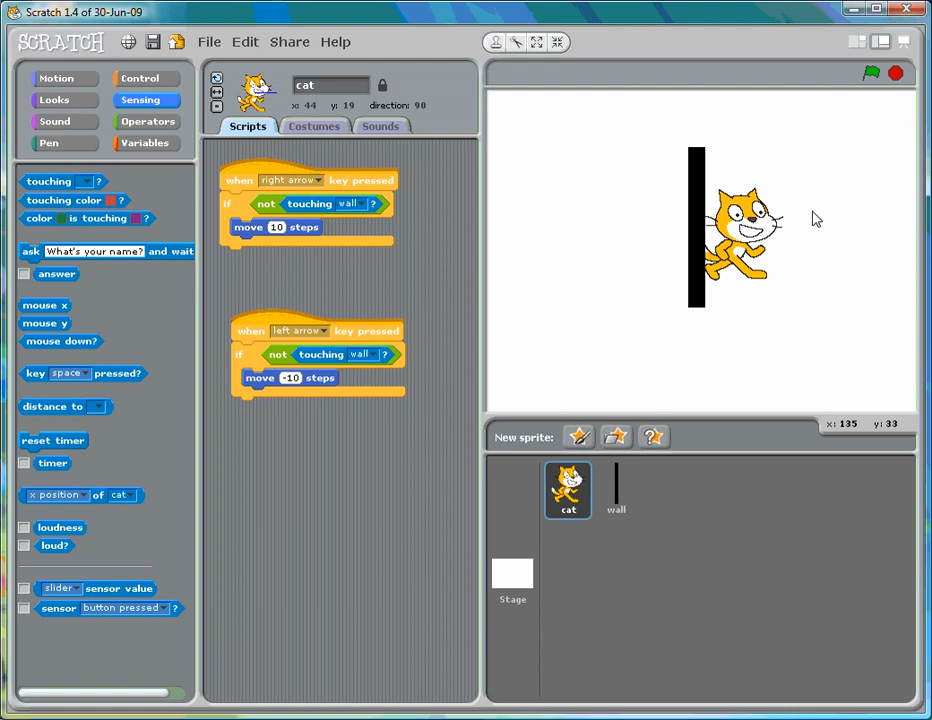 Scratch 1.4 of 30-Jun-09
SCRATCH File Edit Share Help
Motion Control
Looks Sensing
Sound Operators
Pen Variables
touching ?
touching color ?
color is touching ?
ask What's your name? and wait
answer
mouse x
mouse y
mouse down?
key space pressed?
distance to
reset timer
timer
x position of cat
loudness
loud?
slider sensor value
sensor button pressed ?
cat
x: 44 y: 19 direction: 90
Scripts Costumes Sounds
when right arrow key pressed
if not touching wall ?
move 10 steps
when left arrow key pressed
if not touching wall ?
move -10 steps
x: 135 y: 33
New sprite:
cat
wall
Stage